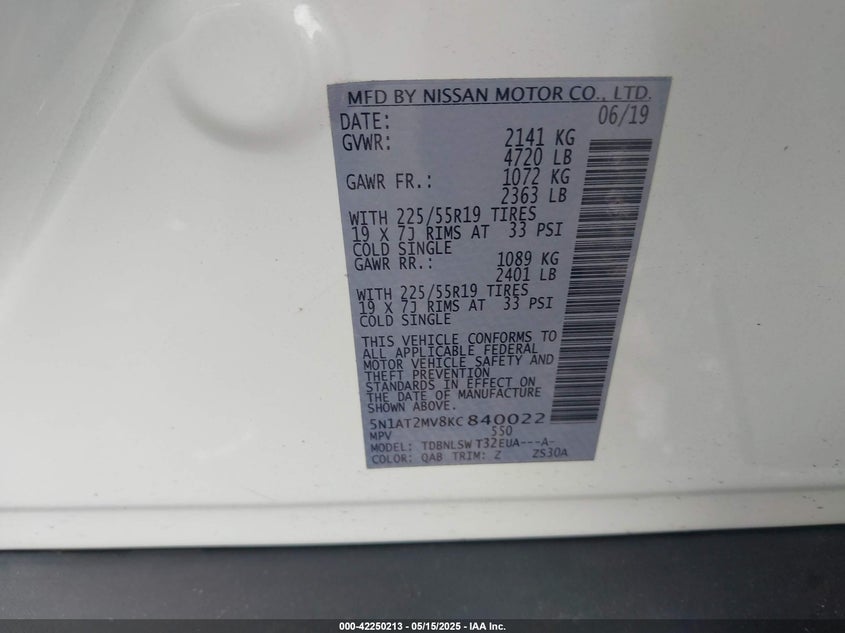 MFD BY NISSAN MOTOR CO., LTD.
DATE: 06/19
GVWR: 2141 KG
4720 LB
GAWR FR.: 1072 KG
2363 LB
WITH 225/55R19 TIRES
19 X 7J RIMS AT 33 PSI
COLD SINGLE
GAWR RR.: 1089 KG
2401 LB
WITH 225/55R19 TIRES
19 X 7J RIMS AT 33 PSI
COLD SINGLE
THIS VEHICLE CONFORMS TO
ALL APPLICABLE FEDERAL
MOTOR VEHICLE SAFETY AND
THEFT PREVENTION
STANDARDS IN EFFECT ON
THE DATE OF MANUFACTURE
SHOWN ABOVE.
5N1AT2MV8KC840022
MPV 550
MODEL: TDBNLSW T32EUA---A-
COLOR: QAB TRIM: Z ZS30A
000-42250213 - 05/15/2025 - IAA Inc.